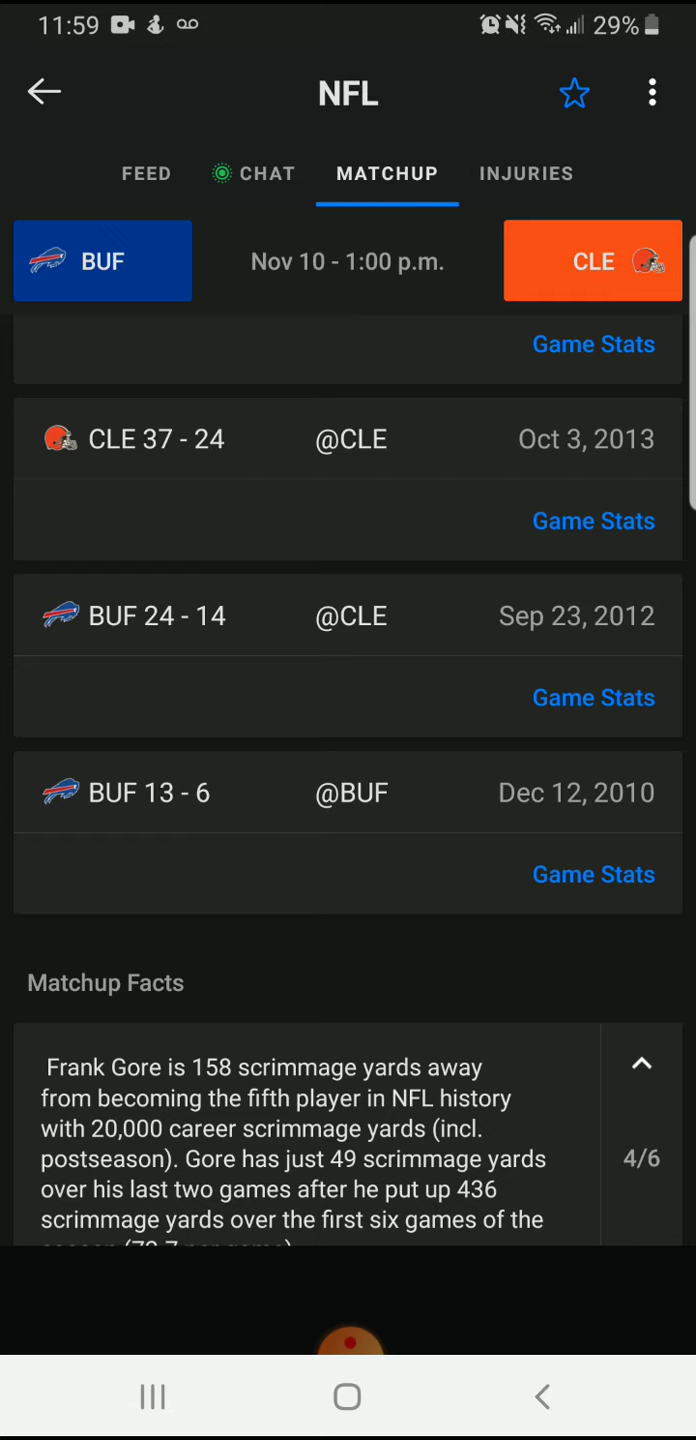 11:59 29%
NFL
FEED CHAT MATCHUP INJURIES
BUF Nov 10 - 1:00 p.m. CLE
Game Stats
CLE 37 - 24 @CLE Oct 3, 2013
Game Stats
BUF 24 - 14 @CLE Sep 23, 2012
Game Stats
BUF 13 - 6 @BUF Dec 12, 2010
Game Stats
Matchup Facts
Frank Gore is 158 scrimmage yards away
from becoming the fifth player in NFL history
with 20,000 career scrimmage yards (incl.
postseason). Gore has just 49 scrimmage yards
4/6
over his last two games after he put up 436
scrimmage yards over the first six games of the